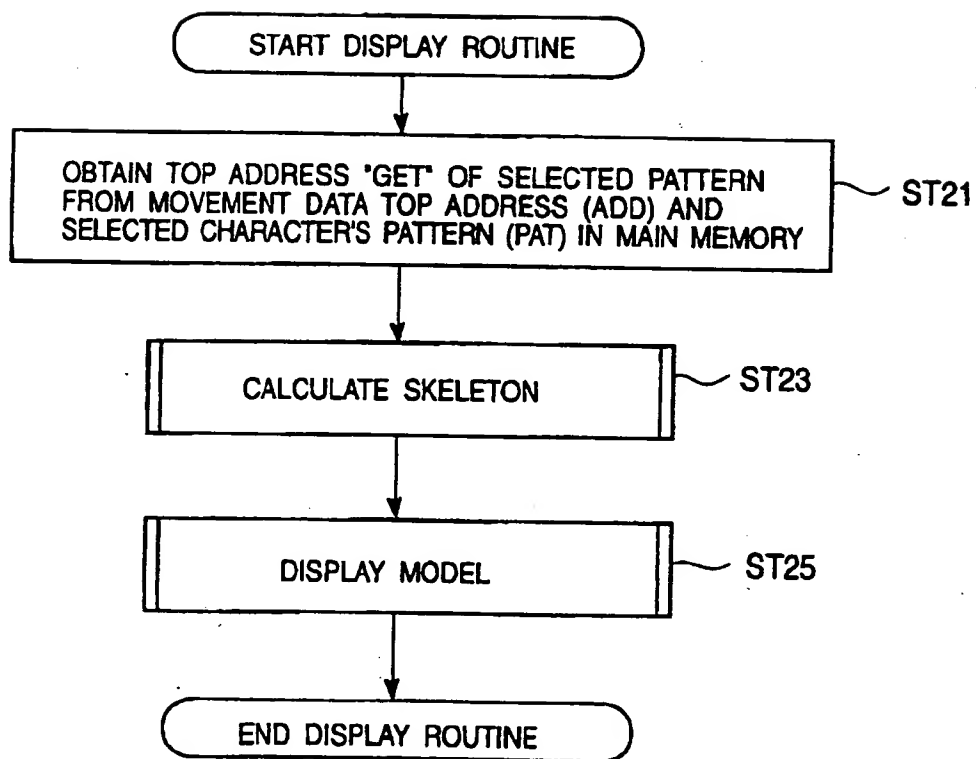 START DISPLAY ROUTINE
OBTAIN TOP ADDRESS "GET" OF SELECTED PATTERN
FROM MOVEMENT DATA TOP ADDRESS (ADD) AND
SELECTED CHARACTER'S PATTERN (PAT) IN MAIN MEMORY
ST21
CALCULATE SKELETON
ST23
DISPLAY MODEL
ST25
END DISPLAY ROUTINE